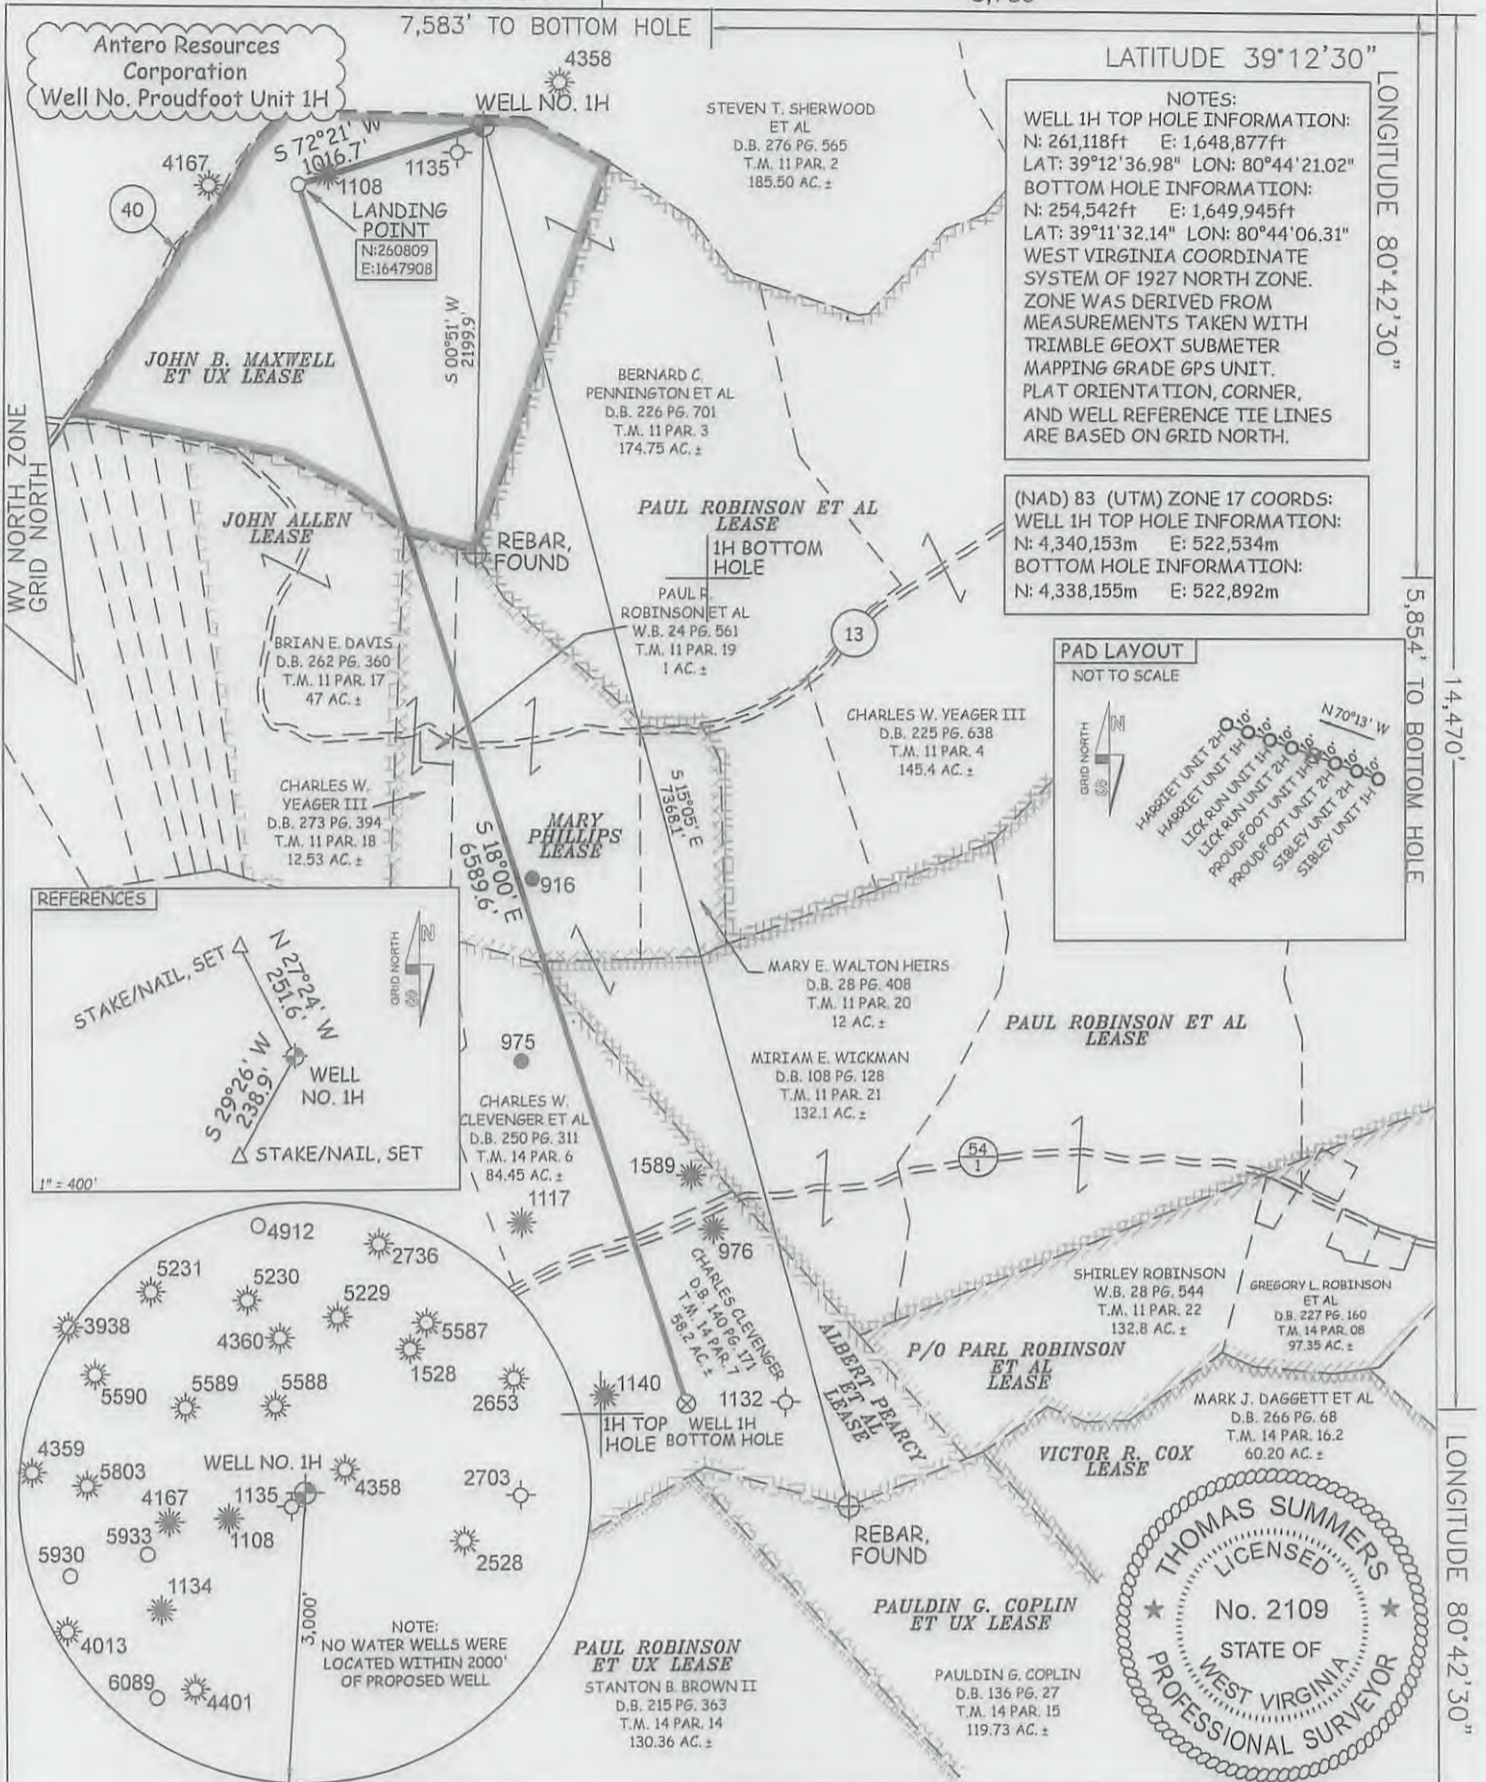 7,583' TO BOTTOM HOLE
LATITUDE 39°12'30"
LONGITUDE 80°42'30"
Antero Resources
Corporation
Well No. Proudfoot Unit 1H
4358
WELL NO. 1H
S 72°21' W
1016.7'
1135
4167
1108
40
LANDING
POINT
N:260809
E:1647908
STEVEN T. SHERWOOD
ET AL
D.B. 276 PG. 565
T.M. 11 PAR. 2
185.50 AC. ±
NOTES:
WELL 1H TOP HOLE INFORMATION:
N: 261,118ft E: 1,648,877ft
LAT: 39°12'36.98" LON: 80°44'21.02"
BOTTOM HOLE INFORMATION:
N: 254,542ft E: 1,649,945ft
LAT: 39°11'32.14" LON: 80°44'06.31"
WEST VIRGINIA COORDINATE
SYSTEM OF 1927 NORTH ZONE.
ZONE WAS DERIVED FROM
MEASUREMENTS TAKEN WITH
TRIMBLE GEOXT SUBMETER
MAPPING GRADE GPS UNIT.
PLAT ORIENTATION, CORNER,
AND WELL REFERENCE TIE LINES
ARE BASED ON GRID NORTH.
S 00°51' W
2199.9'
JOHN B. MAXWELL
ET UX LEASE
BERNARD C.
PENNINGTON ET AL
D.B. 226 PG. 701
T.M. 11 PAR. 3
174.75 AC. ±
WV NORTH ZONE
GRID NORTH
JOHN ALLEN
LEASE
REBAR,
FOUND
PAUL ROBINSON ET AL
LEASE
1H BOTTOM
HOLE
(NAD) 83 (UTM) ZONE 17 COORDS:
WELL 1H TOP HOLE INFORMATION:
N: 4,340,153m E: 522,534m
BOTTOM HOLE INFORMATION:
N: 4,338,155m E: 522,892m
PAUL R.
ROBINSON ET AL
W.B. 24 PG. 561
T.M. 11 PAR. 19
1 AC. ±
13
BRIAN E. DAVIS
D.B. 262 PG. 360
T.M. 11 PAR. 17
47 AC. ±
5,854' TO BOTTOM HOLE
14,470'
PAD LAYOUT
NOT TO SCALE
GRID NORTH
N
S
N 70°13' W
10'
10'
10'
10'
10'
10'
10'
HARRIET UNIT 2H
HARRIET UNIT 1H
LICK RUN UNIT 1H
LICK RUN UNIT 2H
PROUDFOOT UNIT 1H
PROUDFOOT UNIT 2H
SIBLEY UNIT 2H
SIBLEY UNIT 1H
CHARLES W. YEAGER III
D.B. 225 PG. 638
T.M. 11 PAR. 4
145.4 AC. ±
CHARLES W.
YEAGER III
D.B. 273 PG. 394
T.M. 11 PAR. 18
12.53 AC. ±
S 15°05' E
7368.1'
MARY
PHILLIPS
LEASE
S 18°00' E
6589.6'
916
REFERENCES
STAKE/NAIL, SET
N 27°24' W
251.6'
GRID NORTH
N
S
S 29°26' W
238.9'
WELL
NO. 1H
STAKE/NAIL, SET
1" = 400'
MARY E. WALTON HEIRS
D.B. 28 PG. 408
T.M. 11 PAR. 20
12 AC. ±
PAUL ROBINSON ET AL
LEASE
975
MIRIAM E. WICKMAN
D.B. 108 PG. 128
T.M. 11 PAR. 21
132.1 AC. ±
CHARLES W.
CLEVENGER ET AL
D.B. 250 PG. 311
T.M. 14 PAR. 6
84.45 AC. ±
54
1
1589
1117
976
CHARLES CLEVENGER
D.B. 140 PG. 171
T.M. 14 PAR. 7
58.2 AC. ±
SHIRLEY ROBINSON
W.B. 28 PG. 544
T.M. 11 PAR. 22
132.8 AC. ±
GREGORY L. ROBINSON
ET AL
D.B. 227 PG. 160
T.M. 14 PAR. 08
97.35 AC. ±
ALBERT PEARCY
ET AL
LEASE
P/O PARL ROBINSON
ET AL
LEASE
1140
1132
1H TOP
HOLE
WELL 1H
BOTTOM HOLE
MARK J. DAGGETT ET AL
D.B. 266 PG. 68
T.M. 14 PAR. 16.2
60.20 AC. ±
VICTOR R. COX
LEASE
4912
2736
5231
5230
5229
3938
4360
5587
1528
5590
5589
5588
2653
4359
5803
WELL NO. 1H
4358
2703
4167
1135
5933
1108
5930
2528
1134
4013
3,000'
6089
4401
NOTE:
NO WATER WELLS WERE
LOCATED WITHIN 2000'
OF PROPOSED WELL
REBAR,
FOUND
PAULDIN G. COPLIN
ET UX LEASE
PAUL ROBINSON
ET UX LEASE
STANTON B. BROWN II
D.B. 215 PG. 363
T.M. 14 PAR. 14
130.36 AC. ±
PAULDIN G. COPLIN
D.B. 136 PG. 27
T.M. 14 PAR. 15
119.73 AC. ±
THOMAS SUMMERS
LICENSED
No. 2109
STATE OF
WEST VIRGINIA
PROFESSIONAL SURVEYOR
LONGITUDE 80°42'30"